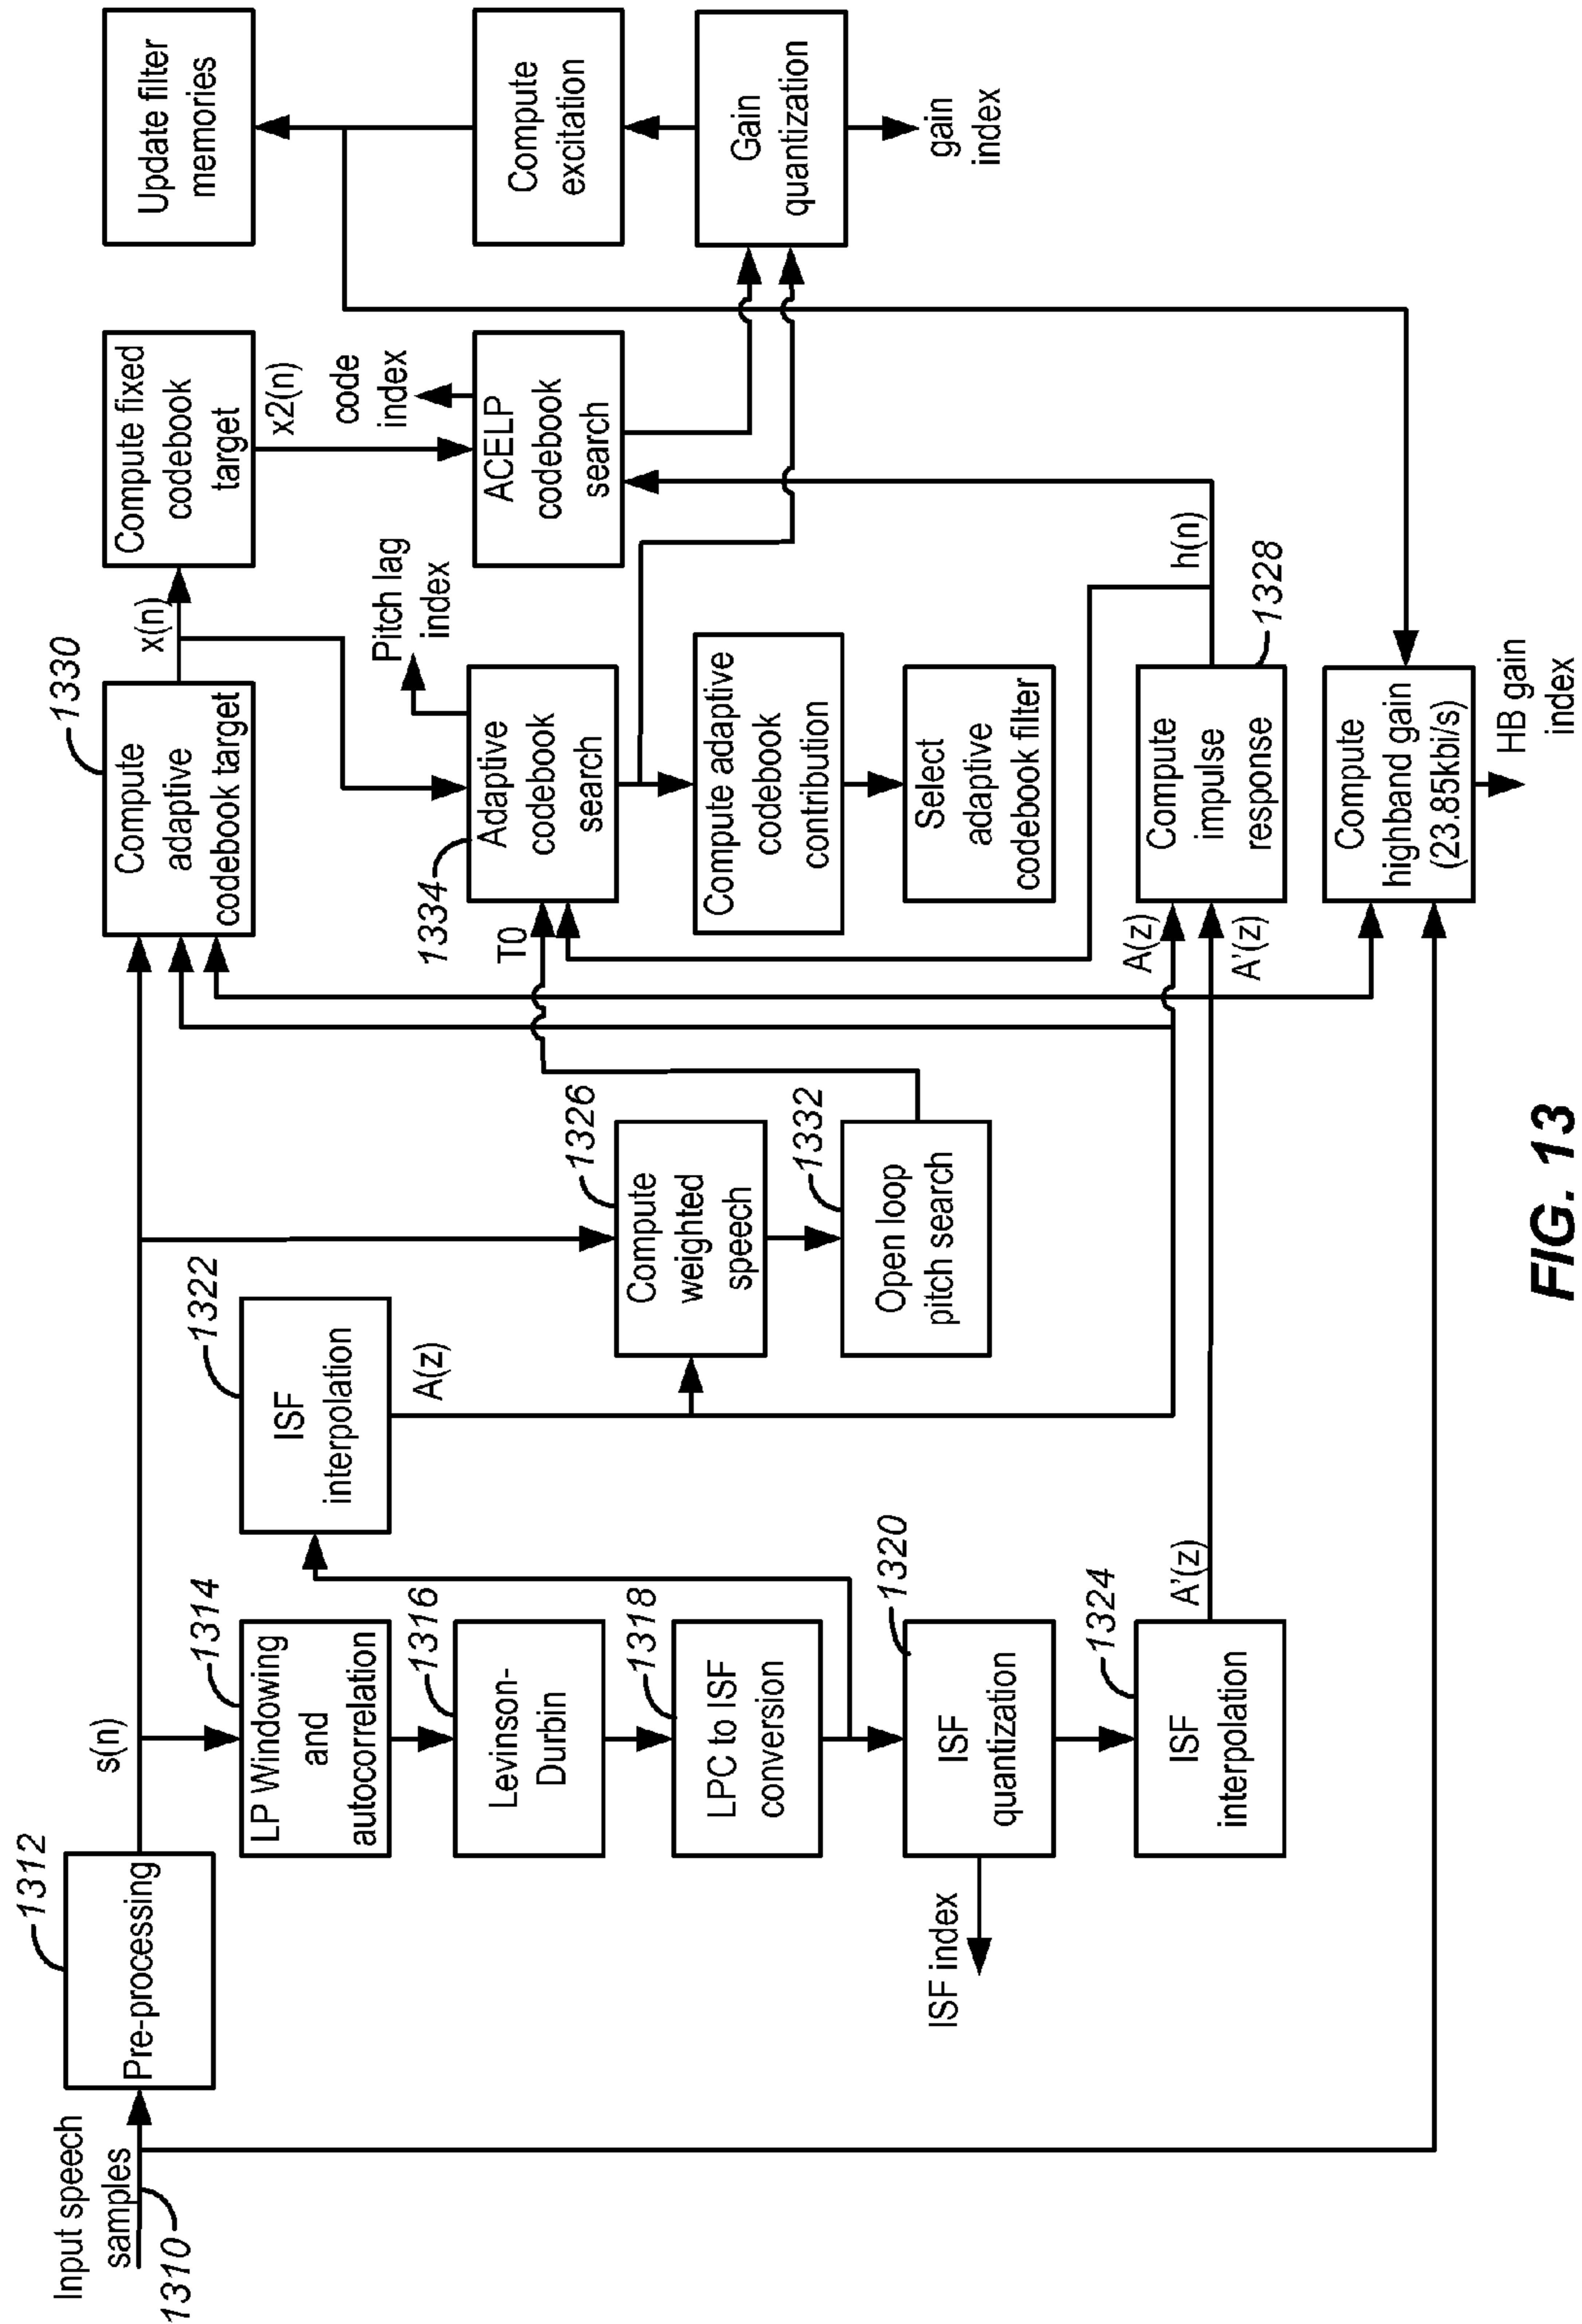 Input speech
samples
1310
1312
Pre-processing
s(n)
1314
LP Windowing
and
autocorrelation
1316
Levinson-
Durbin
1318
LPC to ISF
conversion
1320
ISF
quantization
ISF index
1324
ISF
interpolation
A'(z)
1322
ISF
interpolation
A(z)
1326
Compute
weighted
speech
1332
Open loop
pitch search
1330
Compute
adaptive
codebook target
x(n)
T0
1334
Adaptive
codebook
search
Pitch lag
index
Compute adaptive
codebook
contribution
Select
adaptive
codebook filter
A(z)
A'(z)
Compute
impulse
response
1328
h(n)
Compute
highband gain
(23.85kbi/s)
HB gain
index
Compute fixed
codebook
target
x2(n)
code
index
ACELP
codebook
search
Update filter
memories
Compute
excitation
Gain
quantization
gain
index
FIG. 13